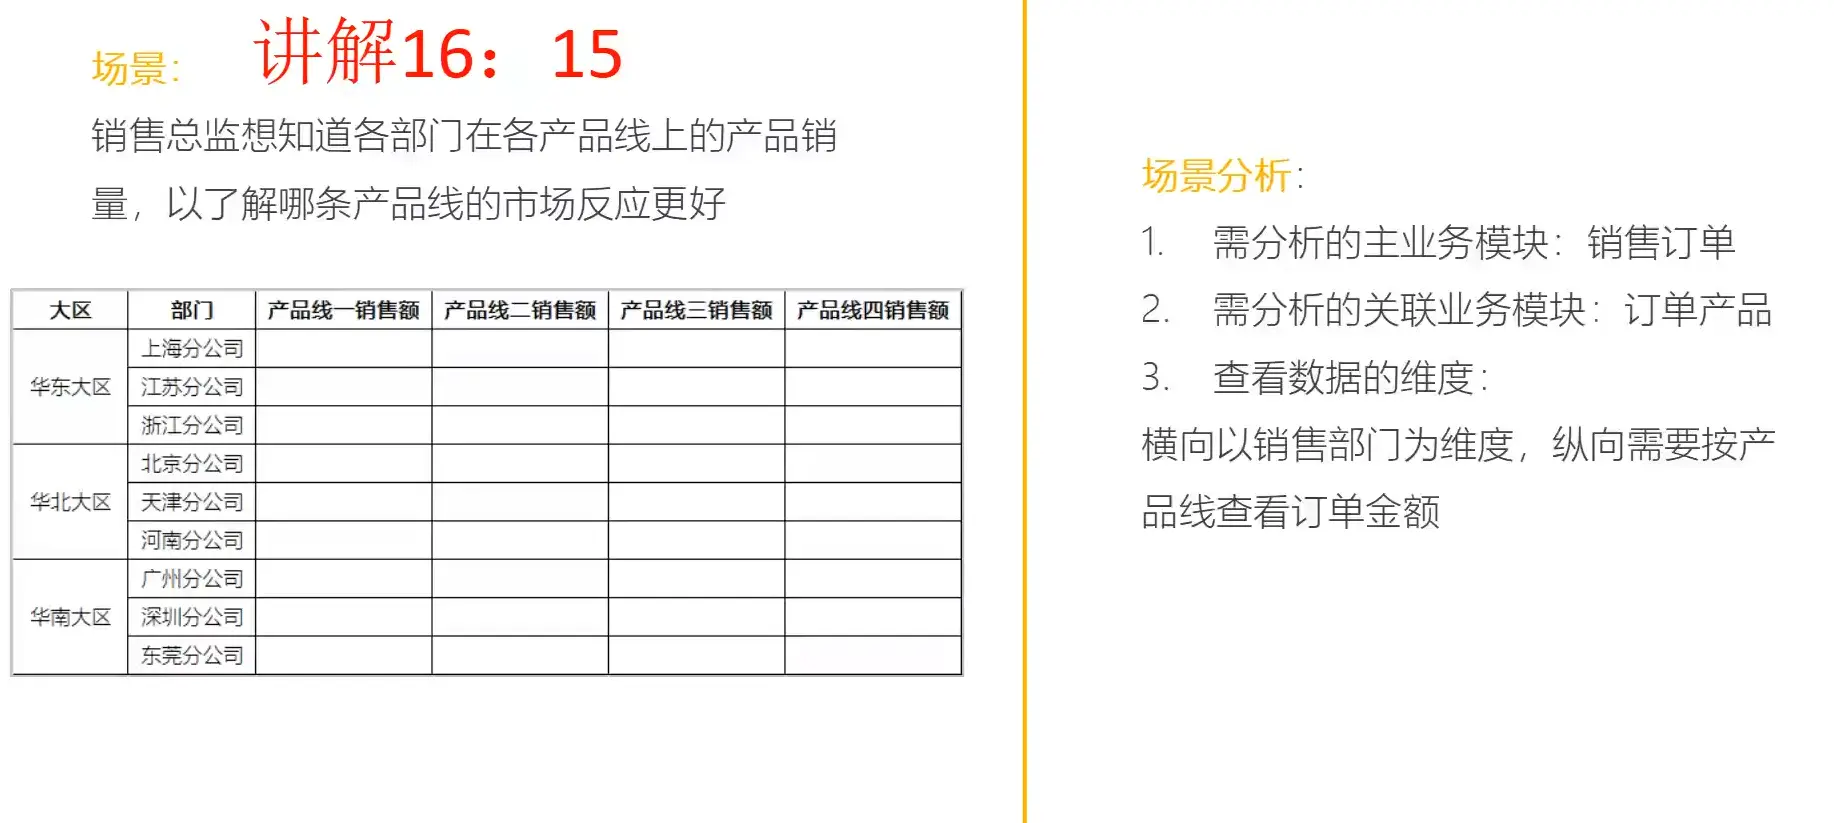 场景: 讲解16：15
销售总监想知道各部门在各产品线上的产品销
量，以了解哪条产品线的市场反应更好
大区 部门 产品线一销售额 产品线二销售额 产品线三销售额 产品线四销售额
华东大区
上海分公司
江苏分公司
浙江分公司
华北大区
北京分公司
天津分公司
河南分公司
华南大区
广州分公司
深圳分公司
东莞分公司
场景分析:
1. 需分析的主业务模块：销售订单
2. 需分析的关联业务模块：订单产品
3. 查看数据的维度：
横向以销售部门为维度，纵向需要按产
品线查看订单金额